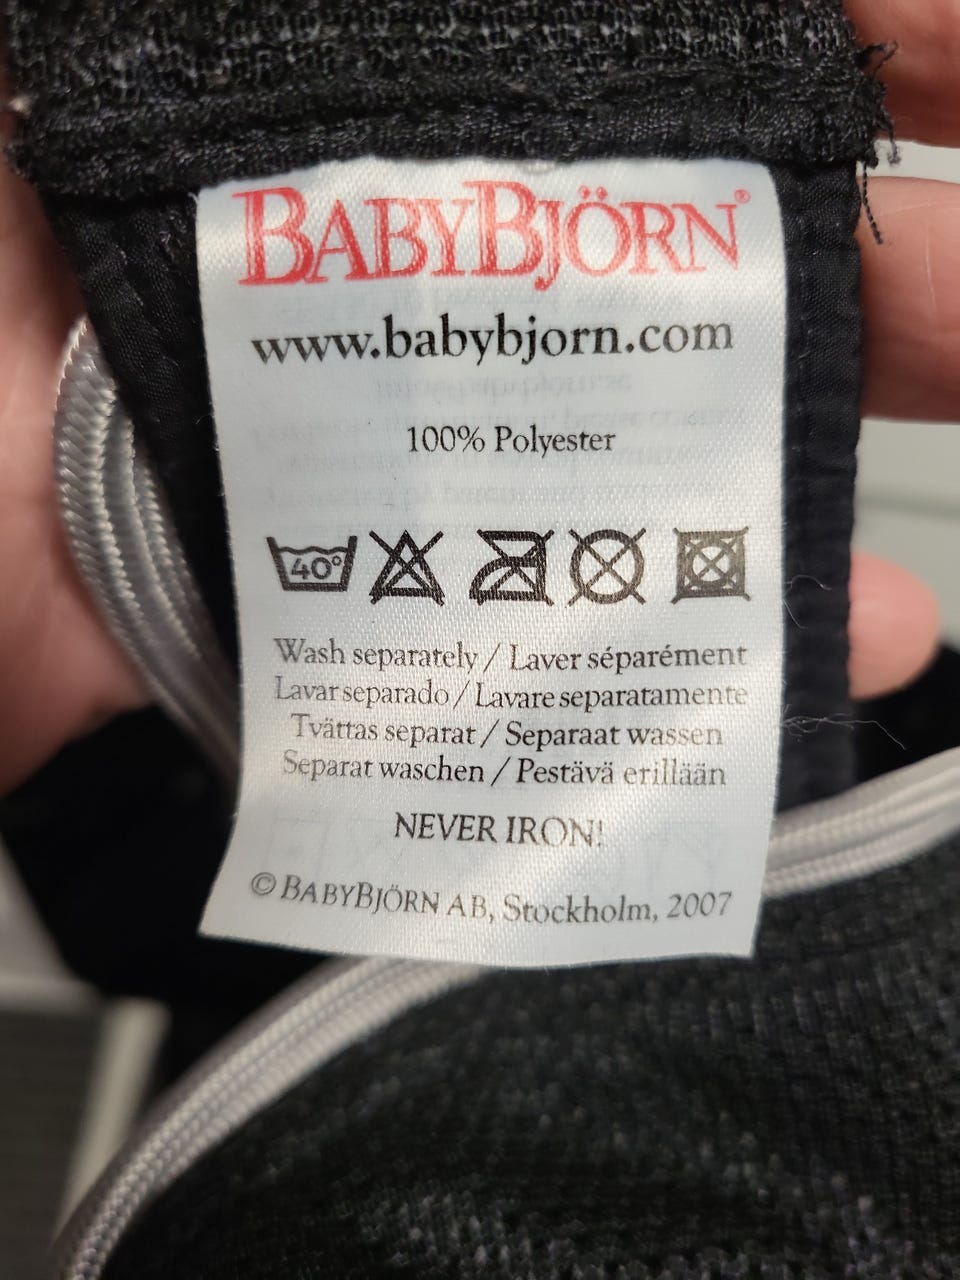 BABYBJÖRN®
www.babybjorn.com
100% Polyester
40°
Wash separately / Laver séparément
Lavar separado / Lavare separatamente
Tvättas separat / Separaat wassen
Separat waschen / Pestävä erillään
NEVER IRON!
© BABYBJÖRN AB, Stockholm, 2007